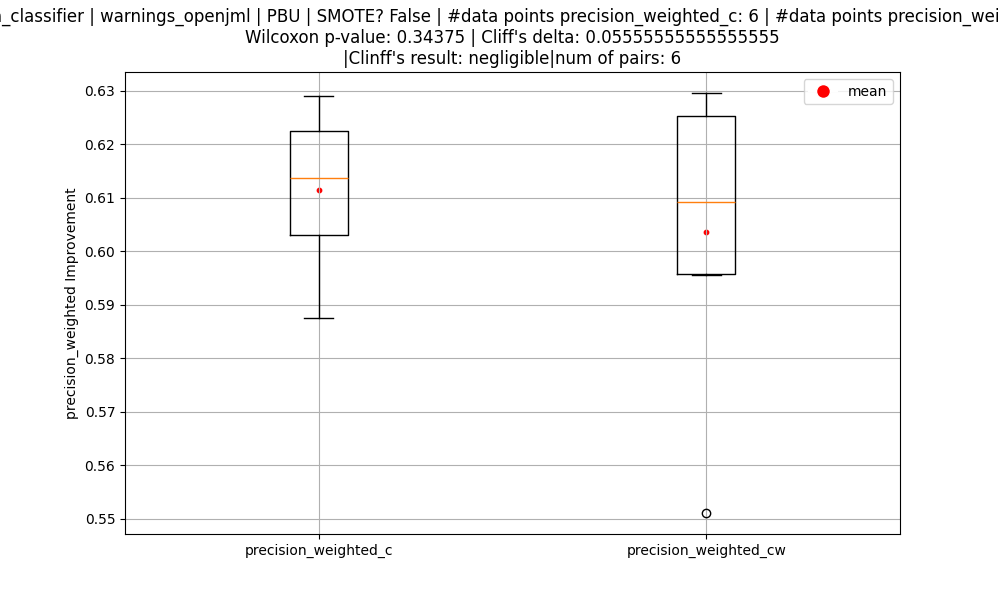 _classifier | warnings_openjml | PBU | SMOTE? False | #data points precision_weighted_c: 6 | #data points
Wilcoxon p-value: 0.34375 | Cliff's delta: 0.05555555555555555
|Clinff's result: negligible|num of pairs: 6
mean
0.63
0.62
0.61
0.60
0.59
0.58
0.57
0.56
0.55
precision_weighted Improvement
precision_weighted_c
precision_weighted_cw